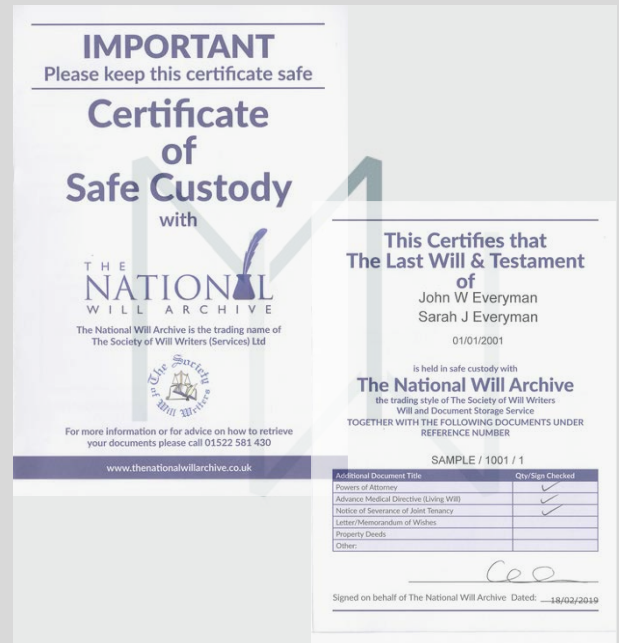 IMPORTANT
Please keep this certificate safe
Certificate
of
Safe Custody
with
THE
NATIONAL
WILL ARCHIVE
The National Will Archive is the trading name of
The Society of Will Writers (Services) Ltd
The Society
of Will Writers
For more information or for advice on how to retrieve
your documents please call 01522 581 430
www.thenationalwillarchive.co.uk
This Certifies that
The Last Will & Testament
of
John W Everyman
Sarah J Everyman
01/01/2001
is held in safe custody with
The National Will Archive
the trading style of The Society of Will Writers
Will and Document Storage Service
TOGETHER WITH THE FOLLOWING DOCUMENTS UNDER
REFERENCE NUMBER
SAMPLE / 1001 / 1
Additional Document Title Qty/Sign Checked
Powers of Attorney
Advance Medical Directive (Living Will)
Notice of Severance of Joint Tenancy
Letter/Memorandum of Wishes
Property Deeds
Other:
Signed on behalf of The National Will Archive Dated: 18/02/2019